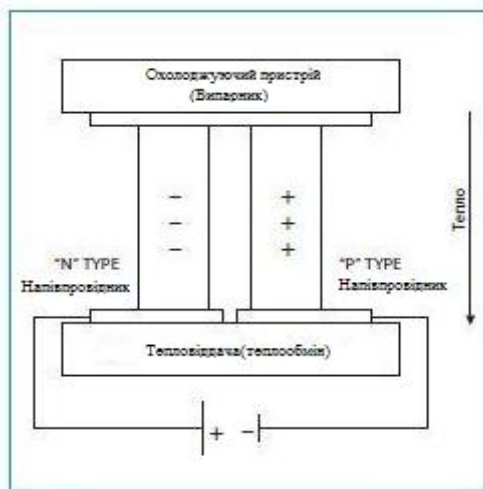 Охолоджуючий пристрій
(Випарник)
− +
− +
− +
Тепло
"N" TYPE
Напівпровідник
"P" TYPE
Напівпровідник
Тепловіддача(теплообмін)
+ −